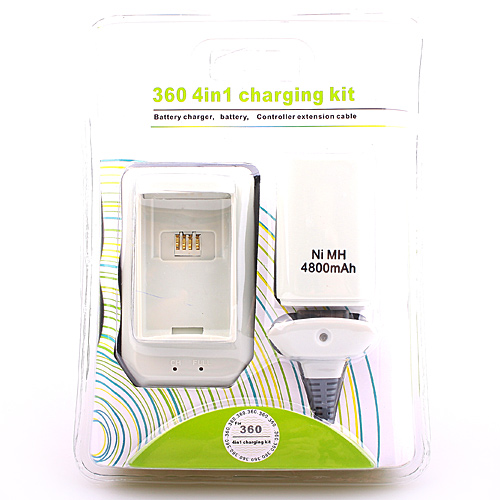 360 4in1 charging kit
Battery charger, battery, Controller extension cable
Ni MH
4800mAh
360
4in1 charging kit